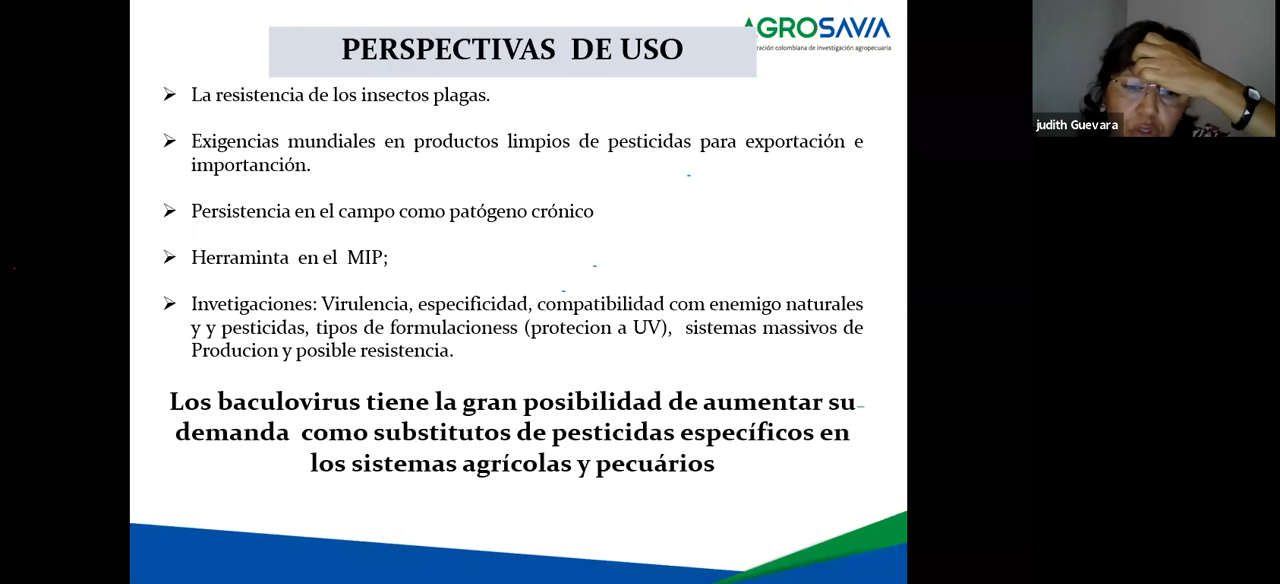 PERSPECTIVAS DE USO
AGROSAVIA
ración colombiana de investigación agropecuaria
➢ La resistencia de los insectos plagas.
➢ Exigencias mundiales en productos limpios de pesticidas para exportación e
importanción.
➢ Persistencia en el campo como patógeno crónico
➢ Herraminta en el MIP;
➢ Invetigaciones: Virulencia, especificidad, compatibilidad com enemigo naturales
y y pesticidas, tipos de formulacioness (protecion a UV), sistemas massivos de
Producion y posible resistencia.
Los baculovirus tiene la gran posibilidad de aumentar su
demanda como substitutos de pesticidas específicos en
los sistemas agrícolas y pecuários
judith Guevara